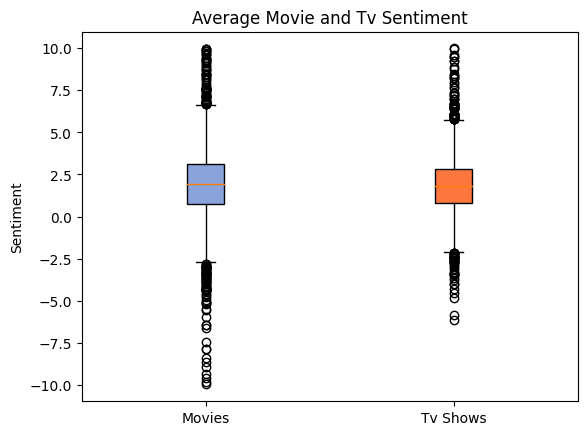 Average Movie and Tv Sentiment
Sentiment
10.0
7.5
5.0
2.5
0.0
−2.5
−5.0
−7.5
−10.0
Movies
Tv Shows